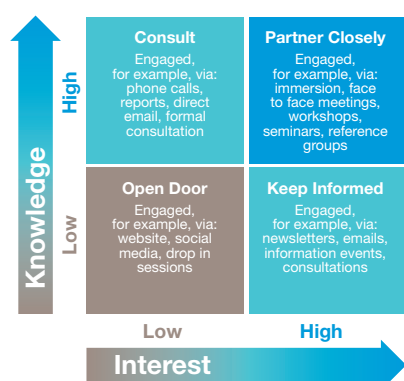 Knowledge
High
Low
Consult
Engaged,
for example, via:
phone calls,
reports, direct
email, formal
consultation
Partner Closely
Engaged,
for example, via:
immersion, face
to face meetings,
workshops,
seminars, reference
groups
Open Door
Engaged,
for example, via:
website, social
media, drop in
sessions
Keep Informed
Engaged,
for example, via:
newsletters, emails,
information events,
consultations
Low
High
Interest